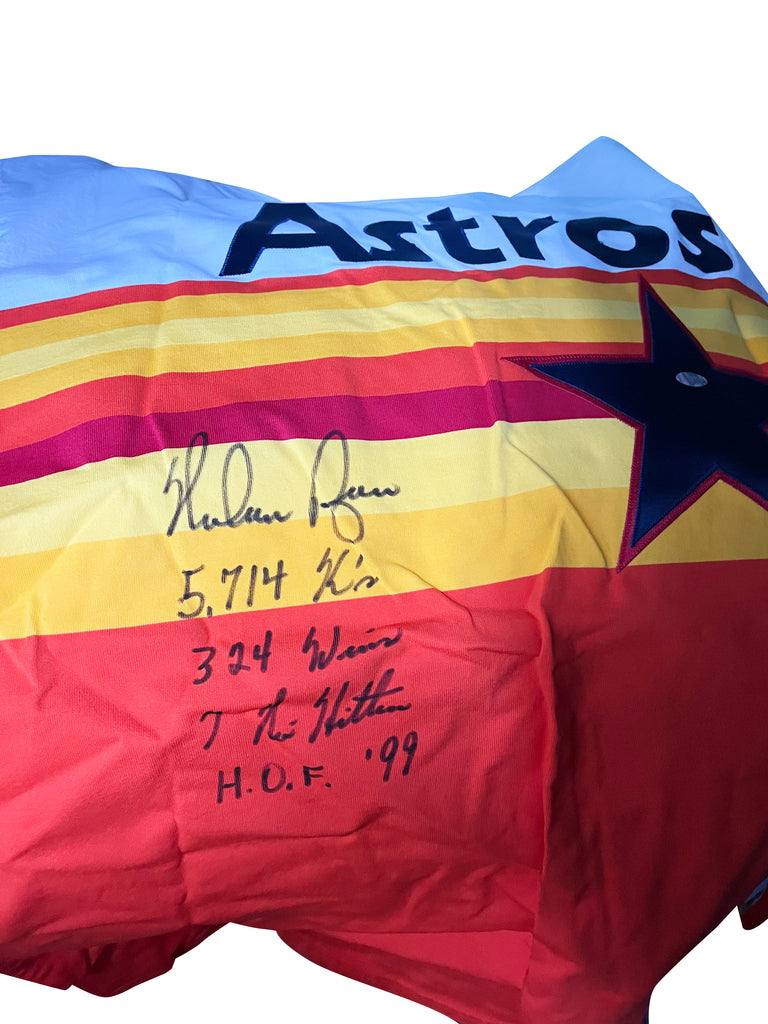 Astros
Nolan Ryan
5,714 K's
324 Wins
7 No Hitters
H.O.F. '99